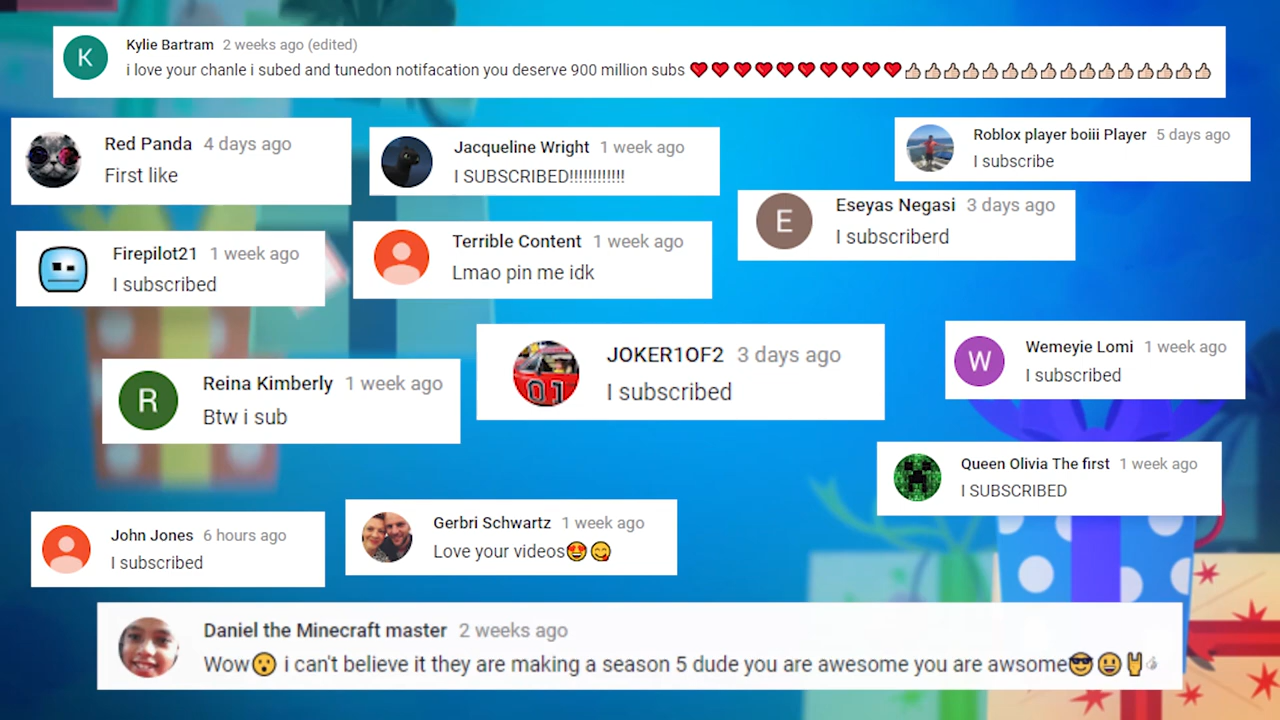 Kylie Bartram 2 weeks ago (edited)
i love your chanle i subed and tunedon notifacation you deserve 900 million subs ❤❤❤❤❤❤❤❤❤❤👍🏻👍🏻👍🏻👍🏻👍🏻👍🏻👍🏻👍🏻👍🏻👍🏻👍🏻👍🏻👍🏻👍🏻👍🏻👍🏻
K
Red Panda 4 days ago
First like
Jacqueline Wright 1 week ago
I SUBSCRIBED!!!!!!!!!!!!
Roblox player boiii Player 5 days ago
I subscribe
E
Eseyas Negasi 3 days ago
I subscriberd
Firepilot21 1 week ago
I subscribed
Terrible Content 1 week ago
Lmao pin me idk
R
Reina Kimberly 1 week ago
Btw i sub
01
JOKER1OF2 3 days ago
I subscribed
W
Wemeyie Lomi 1 week ago
I subscribed
Queen Olivia The first 1 week ago
I SUBSCRIBED
John Jones 6 hours ago
I subscribed
Gerbri Schwartz 1 week ago
Love your videos😍😋
Daniel the Minecraft master 2 weeks ago
Wow😮 i can't believe it they are making a season 5 dude you are awesome you are awsome😎😃🤘👍